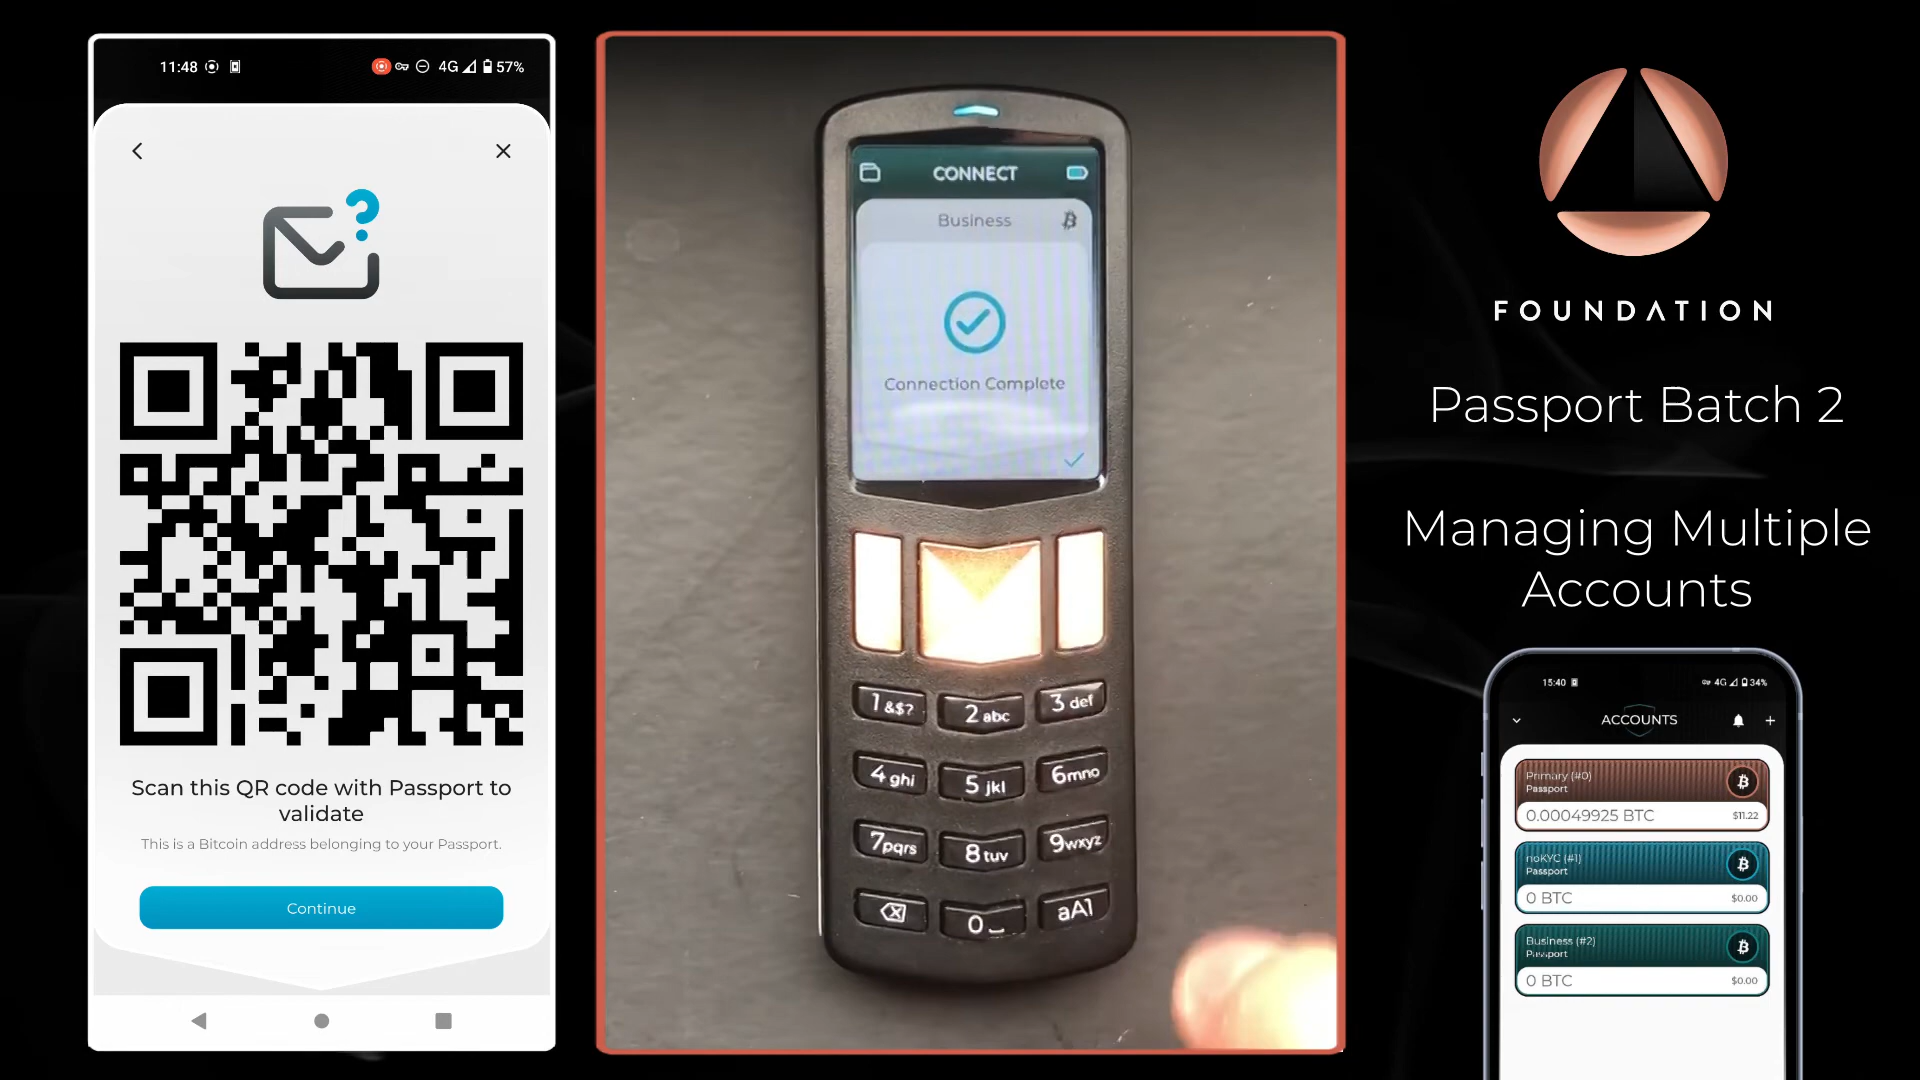 11:48
4G
57%
Scan this QR code with Passport to
validate
This is a Bitcoin address belonging to your Passport.
Continue
CONNECT
Business
Connection Complete
1 &$?
2 abc
3 def
4 ghi
5 jkl
6 mno
7 pqrs
8 tuv
9 wxyz
0
aA1
FOUNDATION
Passport Batch 2
Managing Multiple
Accounts
15:40
4G
34%
ACCOUNTS
Primary (#0)
Passport
0.00049925 BTC
$11.22
noKYC (#1)
Passport
0 BTC
$0.00
Business (#2)
Passport
0 BTC
$0.00